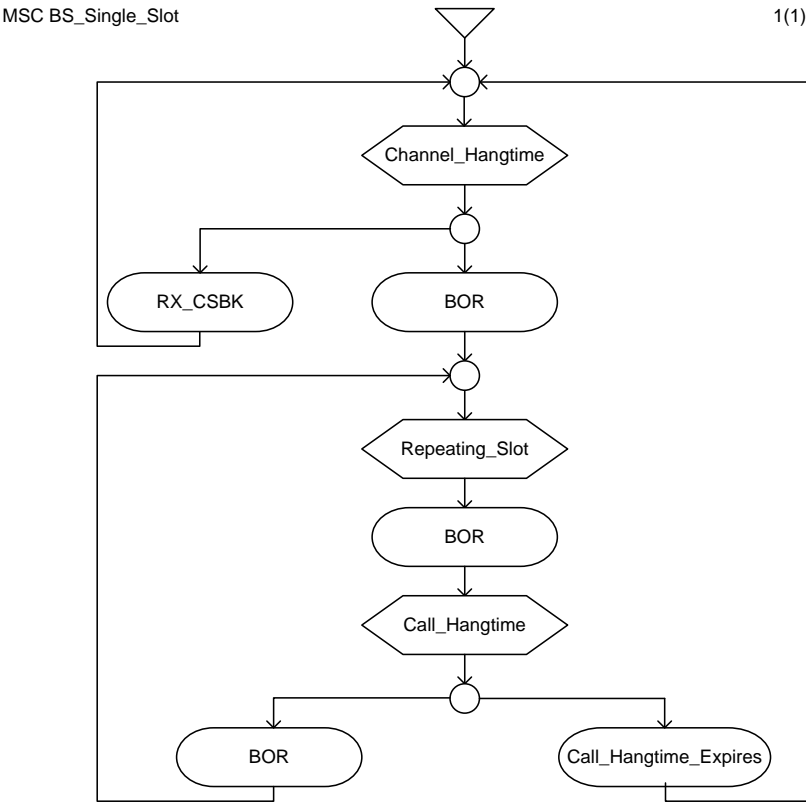 MSC BS_Single_Slot
1(1)
Channel_Hangtime
RX_CSBK
BOR
Repeating_Slot
BOR
Call_Hangtime
BOR
Call_Hangtime_Expires